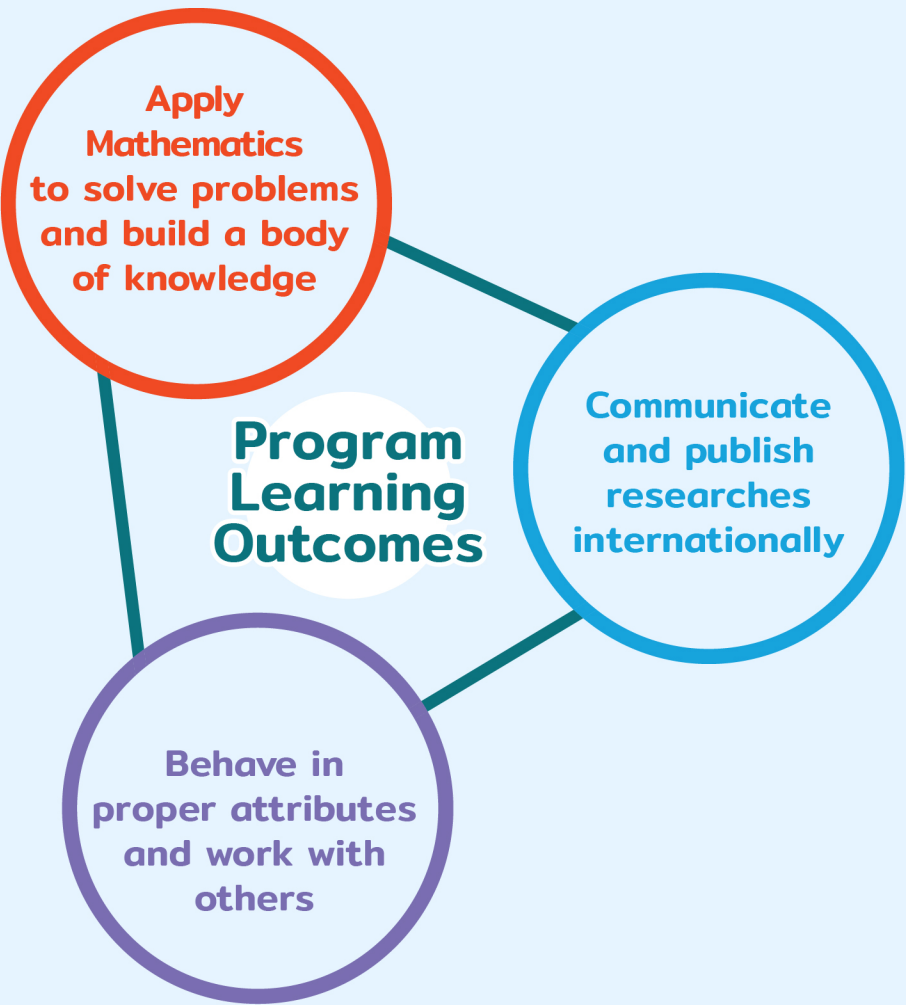 Apply
Mathematics
to solve problems
and build a body
of knowledge
Communicate
and publish
researches
internationally
Program
Learning
Outcomes
Behave in
proper attributes
and work with
others